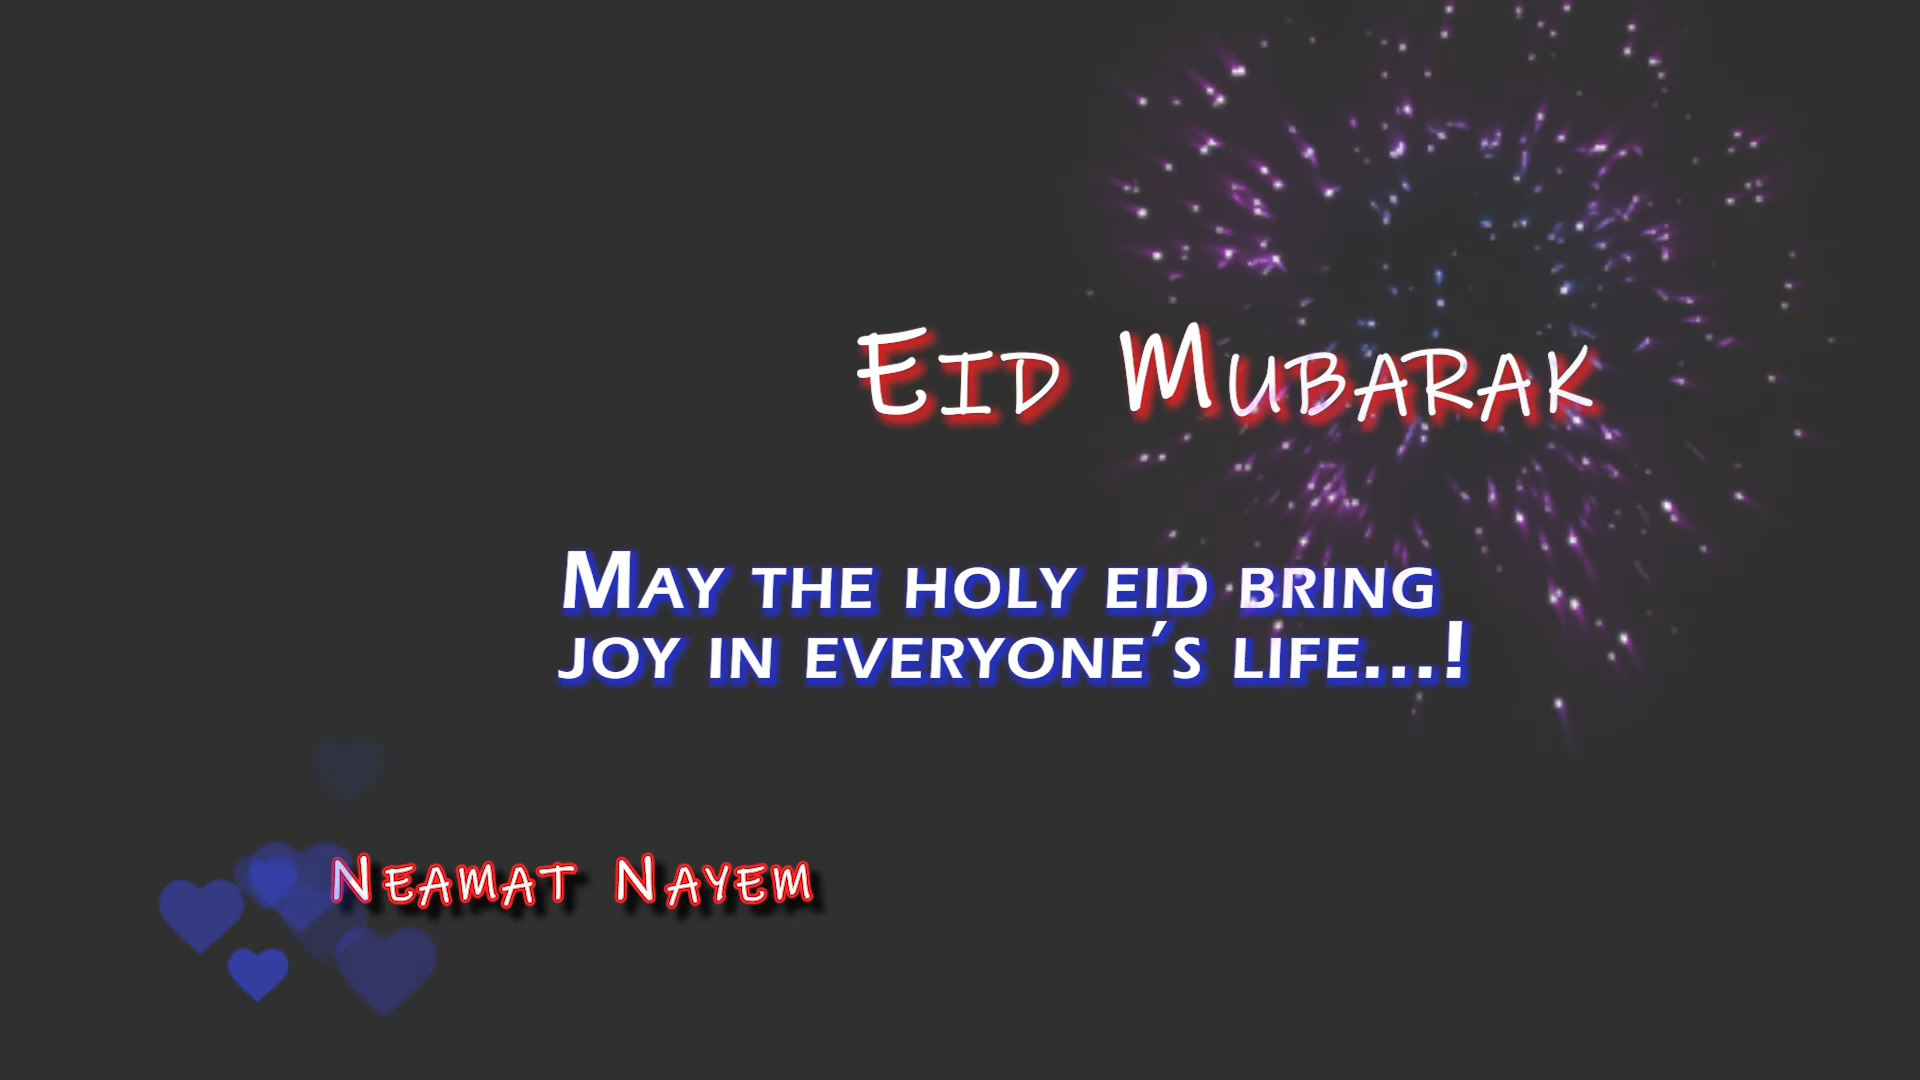 Eid Mubarak
May the holy eid bring
joy in everyone's life...!
Neamat Nayem